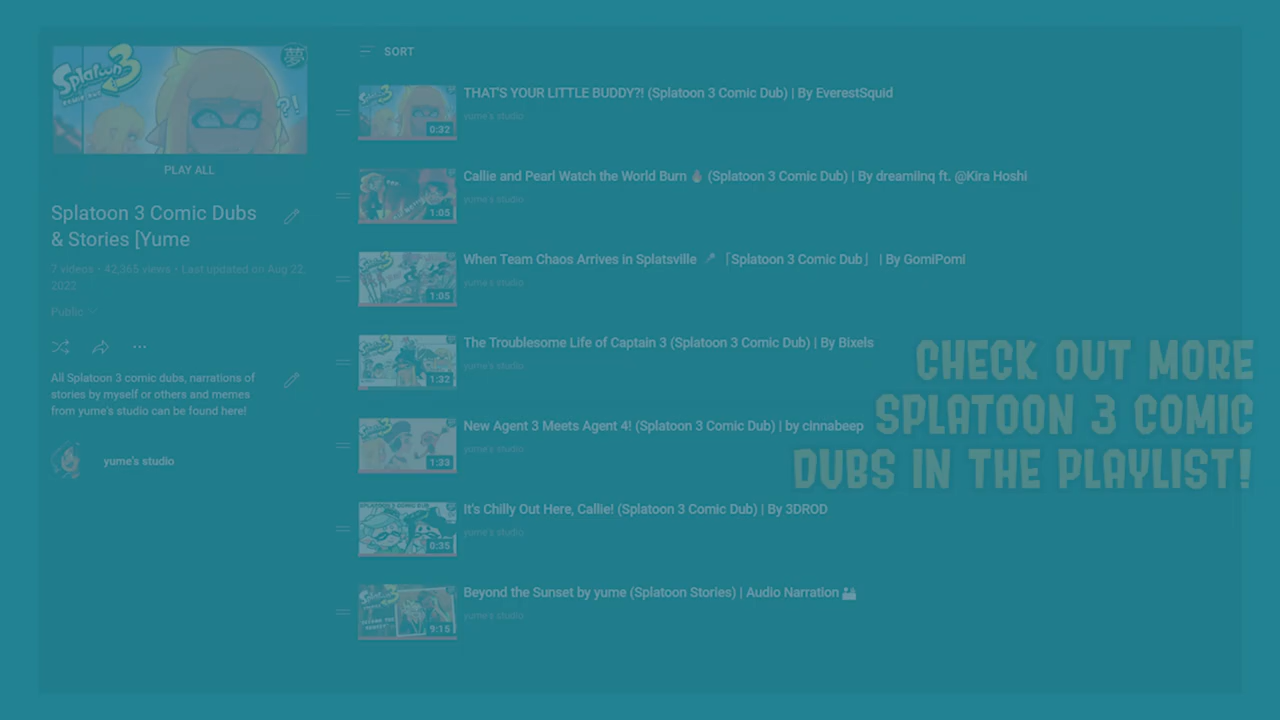 Splatoon 3
夢
?!
PLAY ALL
Splatoon 3 Comic Dubs
& Stories [Yume
7 videos • 42,365 views • Last updated on Aug 22,
2022
Public
All Splatoon 3 comic dubs, narrations of
stories by myself or others and memes
from yume's studio can be found here!
yume's studio
SORT
THAT'S YOUR LITTLE BUDDY?! (Splatoon 3 Comic Dub) | By EverestSquid
yume's studio
0:32
Callie and Pearl Watch the World Burn 🔥 (Splatoon 3 Comic Dub) | By dreamiinq ft. @Kira Hoshi
yume's studio
1:05
When Team Chaos Arrives in Splatsville 🎤 「Splatoon 3 Comic Dub」 | By GomiPomi
yume's studio
1:05
The Troublesome Life of Captain 3 (Splatoon 3 Comic Dub) | By Bixels
yume's studio
1:32
New Agent 3 Meets Agent 4! (Splatoon 3 Comic Dub) | by cinnabeep
yume's studio
1:33
It's Chilly Out Here, Callie! (Splatoon 3 Comic Dub) | By 3DROD
yume's studio
0:35
Beyond the Sunset by yume (Splatoon Stories) | Audio Narration 🌅
yume's studio
9:15
CHECK OUT MORE
SPLATOON 3 COMIC
DUBS IN THE PLAYLIST!